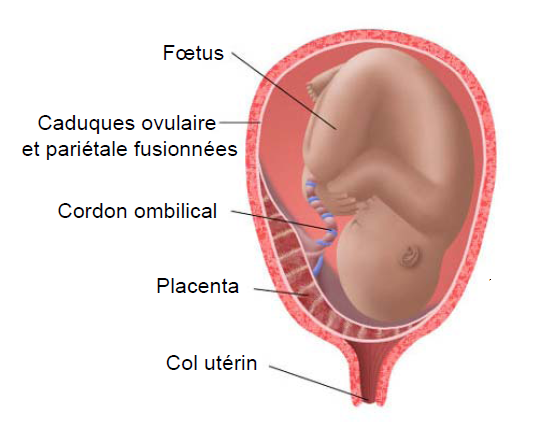 Fœtus
Caduques ovulaire
et pariétale fusionnées
Cordon ombilical
Placenta
Col utérin